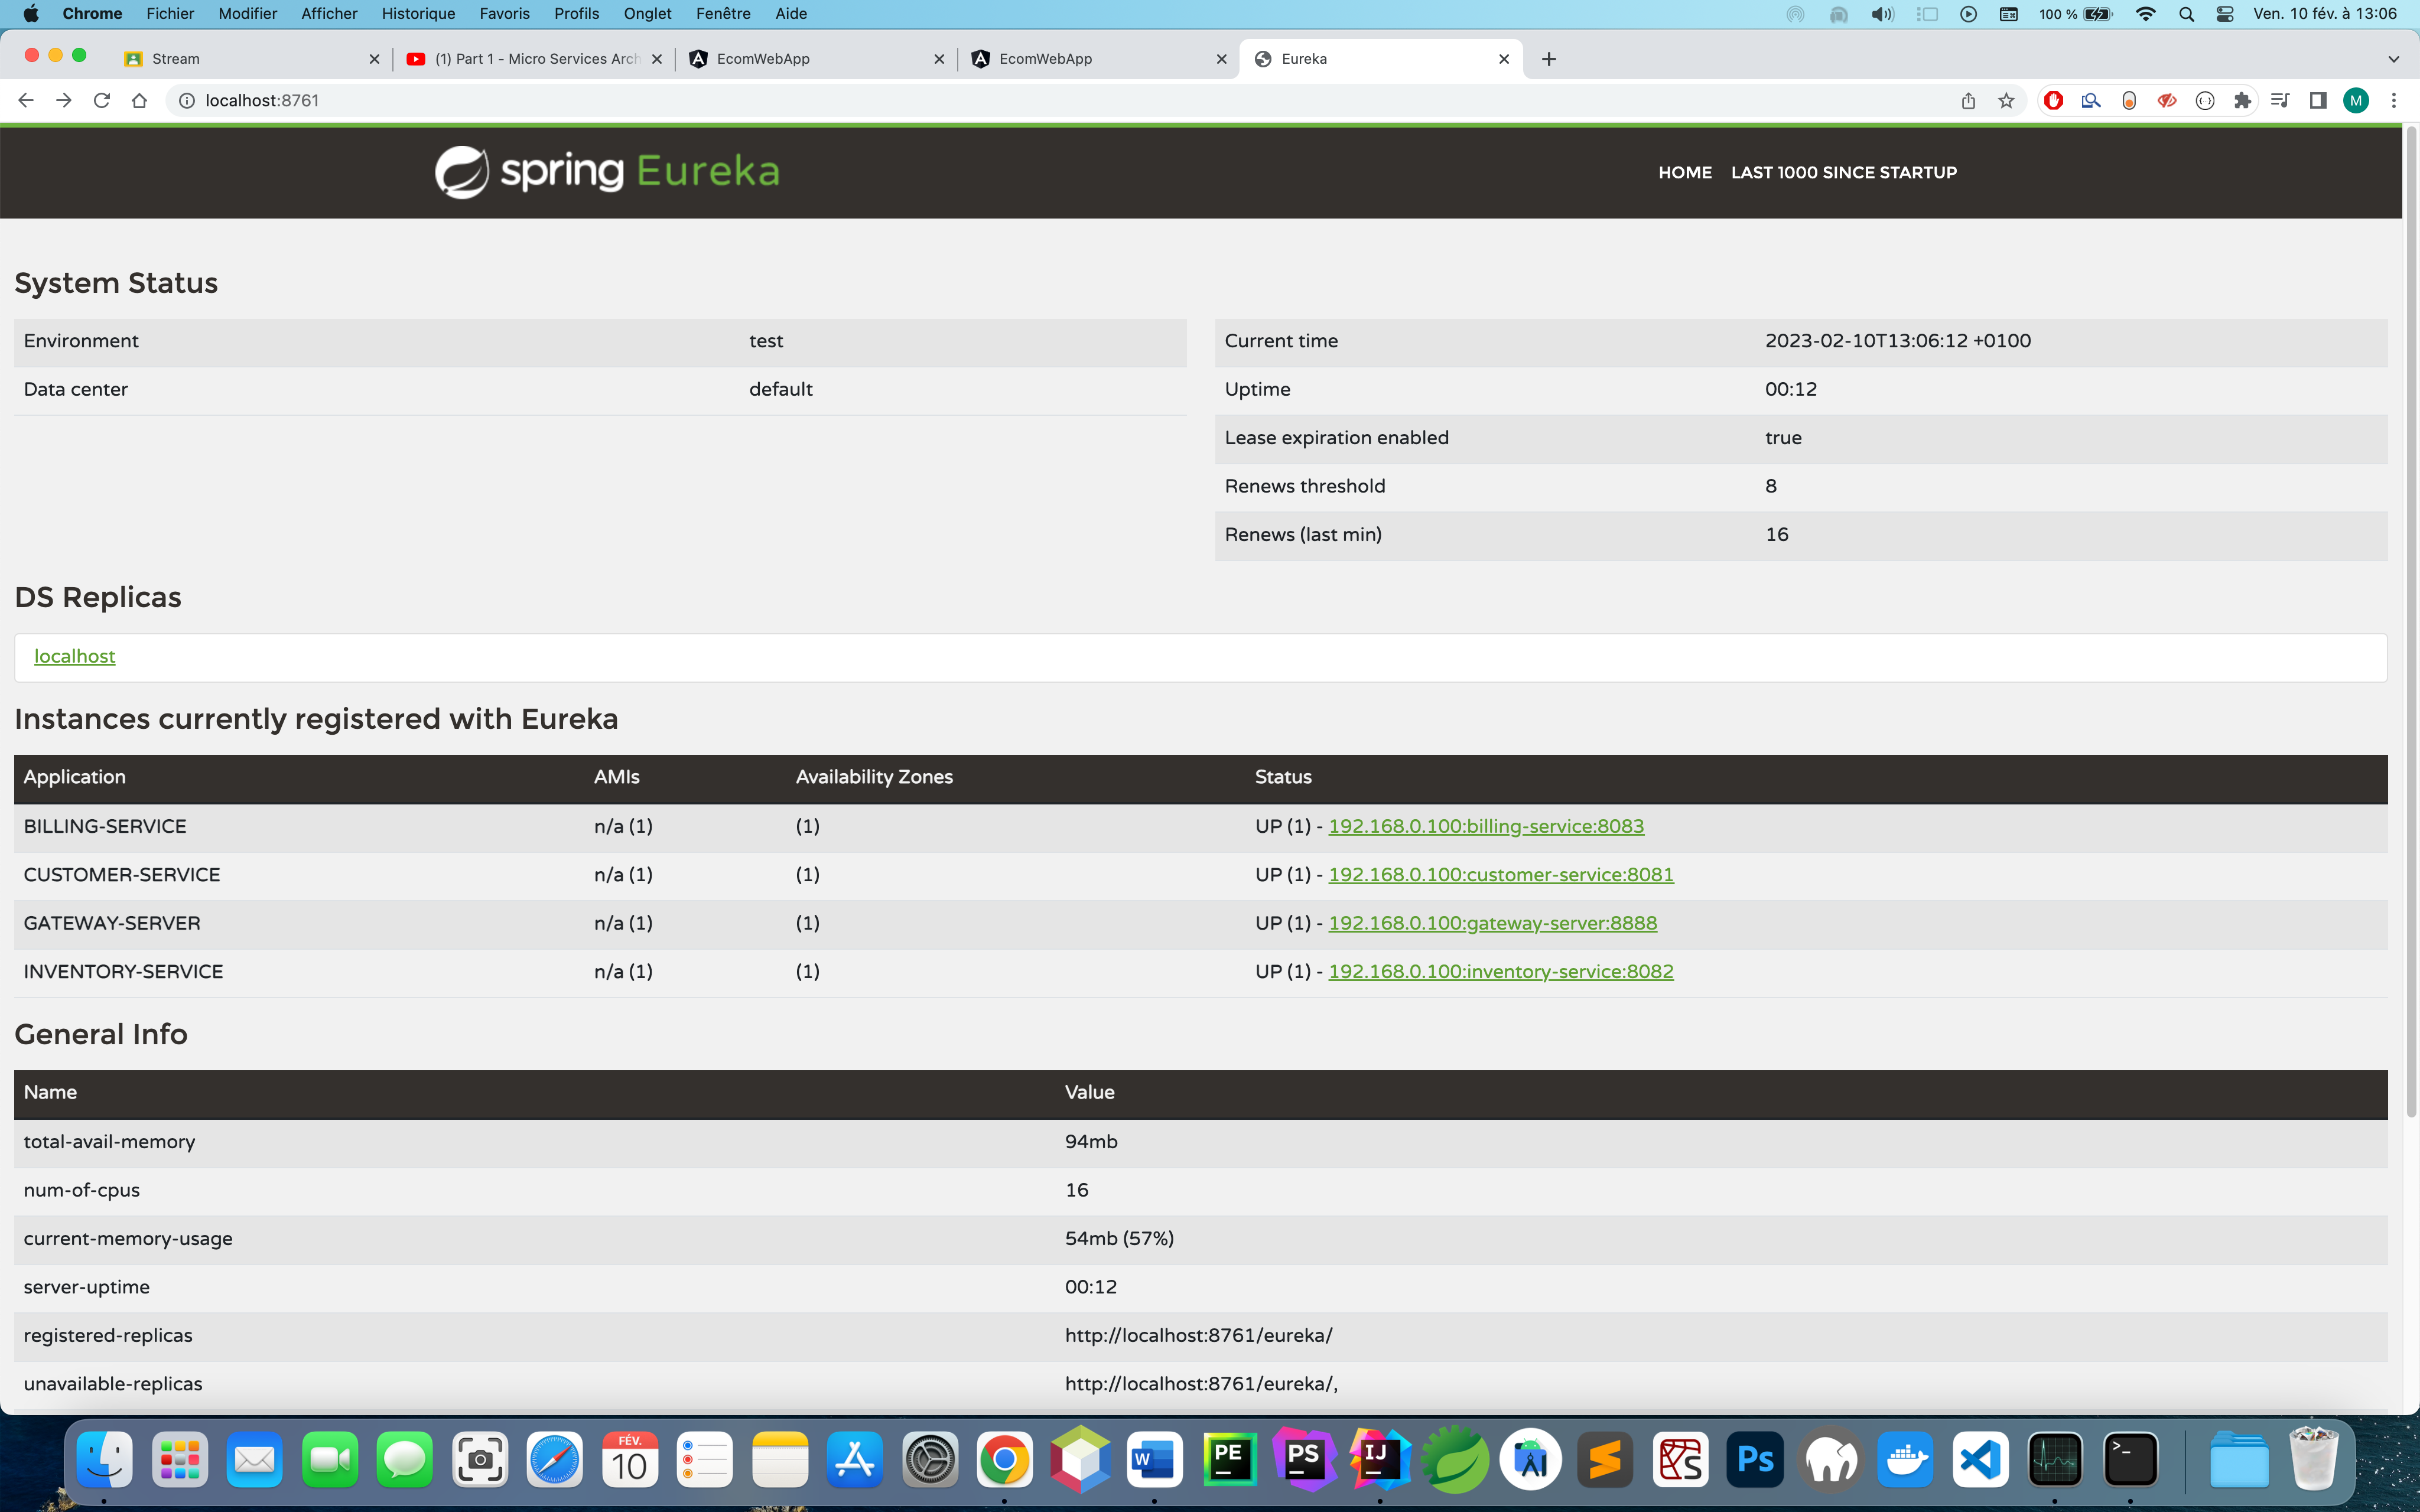 Chrome Fichier Modifier Afficher Historique Favoris Profils Onglet Fenêtre Aide 100 % Ven. 10 fév. à 13:06
Stream (1) Part 1 - Micro Services Arch EcomWebApp EcomWebApp Eureka
localhost:8761 M
spring Eureka HOME LAST 1000 SINCE STARTUP
System Status
Environment test Current time 2023-02-10T13:06:12 +0100
Data center default Uptime 00:12
Lease expiration enabled true
Renews threshold 8
Renews (last min) 16
DS Replicas
localhost
Instances currently registered with Eureka
Application AMIs Availability Zones Status
BILLING-SERVICE n/a (1) (1) UP (1) - 192.168.0.100:billing-service:8083
CUSTOMER-SERVICE n/a (1) (1) UP (1) - 192.168.0.100:customer-service:8081
GATEWAY-SERVER n/a (1) (1) UP (1) - 192.168.0.100:gateway-server:8888
INVENTORY-SERVICE n/a (1) (1) UP (1) - 192.168.0.100:inventory-service:8082
General Info
Name Value
total-avail-memory 94mb
num-of-cpus 16
current-memory-usage 54mb (57%)
server-uptime 00:12
registered-replicas http://localhost:8761/eureka/
unavailable-replicas http://localhost:8761/eureka/,
FÉV.
10 W PE PS IJ S Ps >_